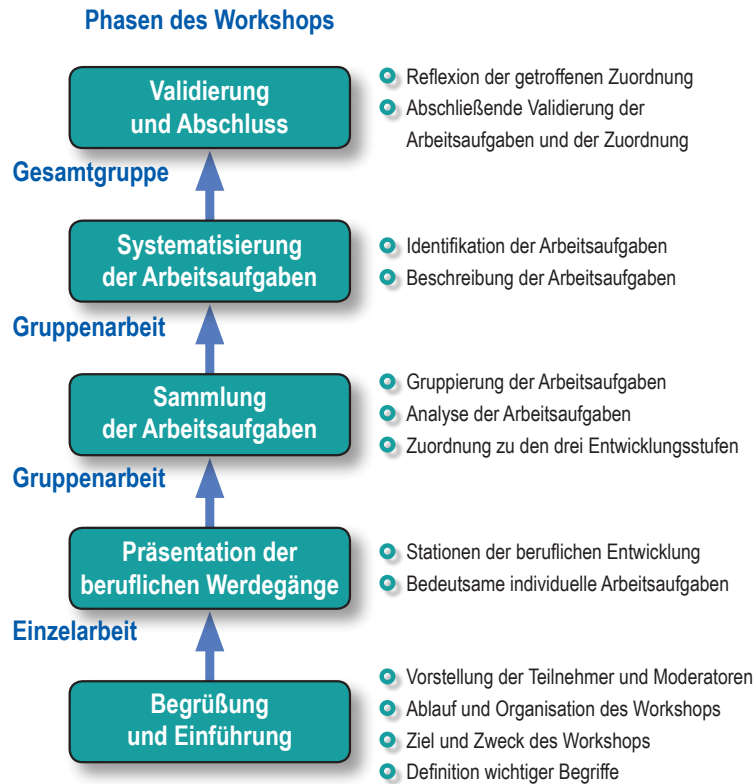 Phasen des Workshops
Validierung
und Abschluss
Reflexion der getroffenen Zuordnung
Abschließende Validierung der
Arbeitsaufgaben und der Zuordnung
Gesamtgruppe
Systematisierung
der Arbeitsaufgaben
Identifikation der Arbeitsaufgaben
Beschreibung der Arbeitsaufgaben
Gruppenarbeit
Sammlung
der Arbeitsaufgaben
Gruppierung der Arbeitsaufgaben
Analyse der Arbeitsaufgaben
Zuordnung zu den drei Entwicklungsstufen
Gruppenarbeit
Präsentation der
beruflichen Werdegänge
Stationen der beruflichen Entwicklung
Bedeutsame individuelle Arbeitsaufgaben
Einzelarbeit
Begrüßung
und Einführung
Vorstellung der Teilnehmer und Moderatoren
Ablauf und Organisation des Workshops
Ziel und Zweck des Workshops
Definition wichtiger Begriffe